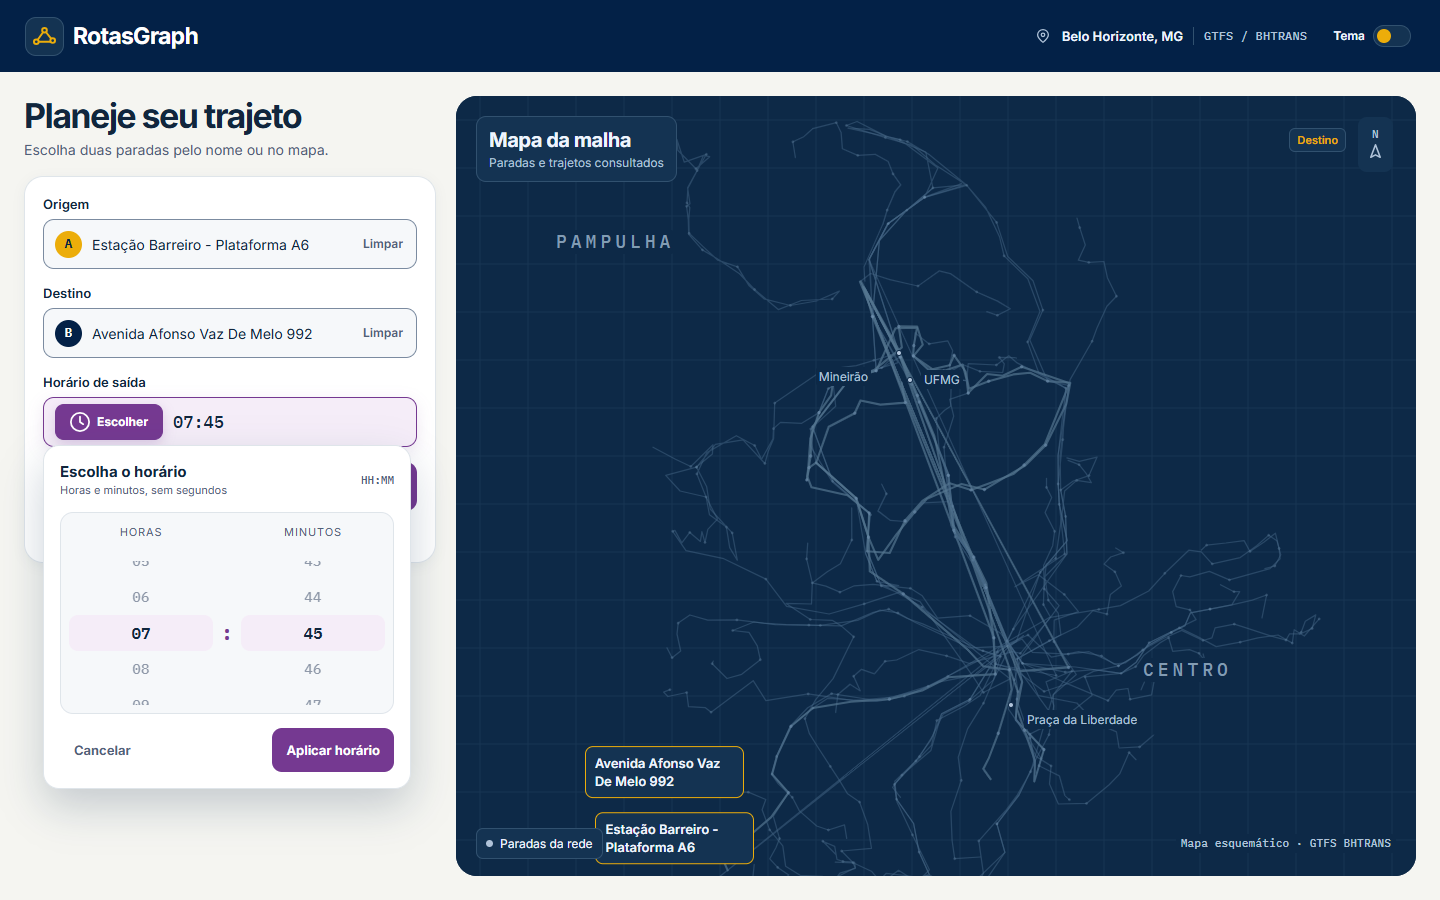 RotasGraph
Belo Horizonte, MG
GTFS / BHTRANS
Tema
Planeje seu trajeto
Escolha duas paradas pelo nome ou no mapa.
Origem
A
Estação Barreiro - Plataforma A6
Limpar
Destino
B
Avenida Afonso Vaz De Melo 992
Limpar
Horário de saída
Escolher
07:45
Escolha o horário
Horas e minutos, sem segundos
HH:MM
HORAS
MINUTOS
05
43
06
44
07
:
45
08
46
09
47
Cancelar
Aplicar horário
Mapa da malha
Paradas e trajetos consultados
Destino
N
PAMPULHA
Mineirão
UFMG
CENTRO
Praça da Liberdade
Avenida Afonso Vaz
De Melo 992
Estação Barreiro -
Plataforma A6
Paradas da rede
Mapa esquemático · GTFS BHTRANS